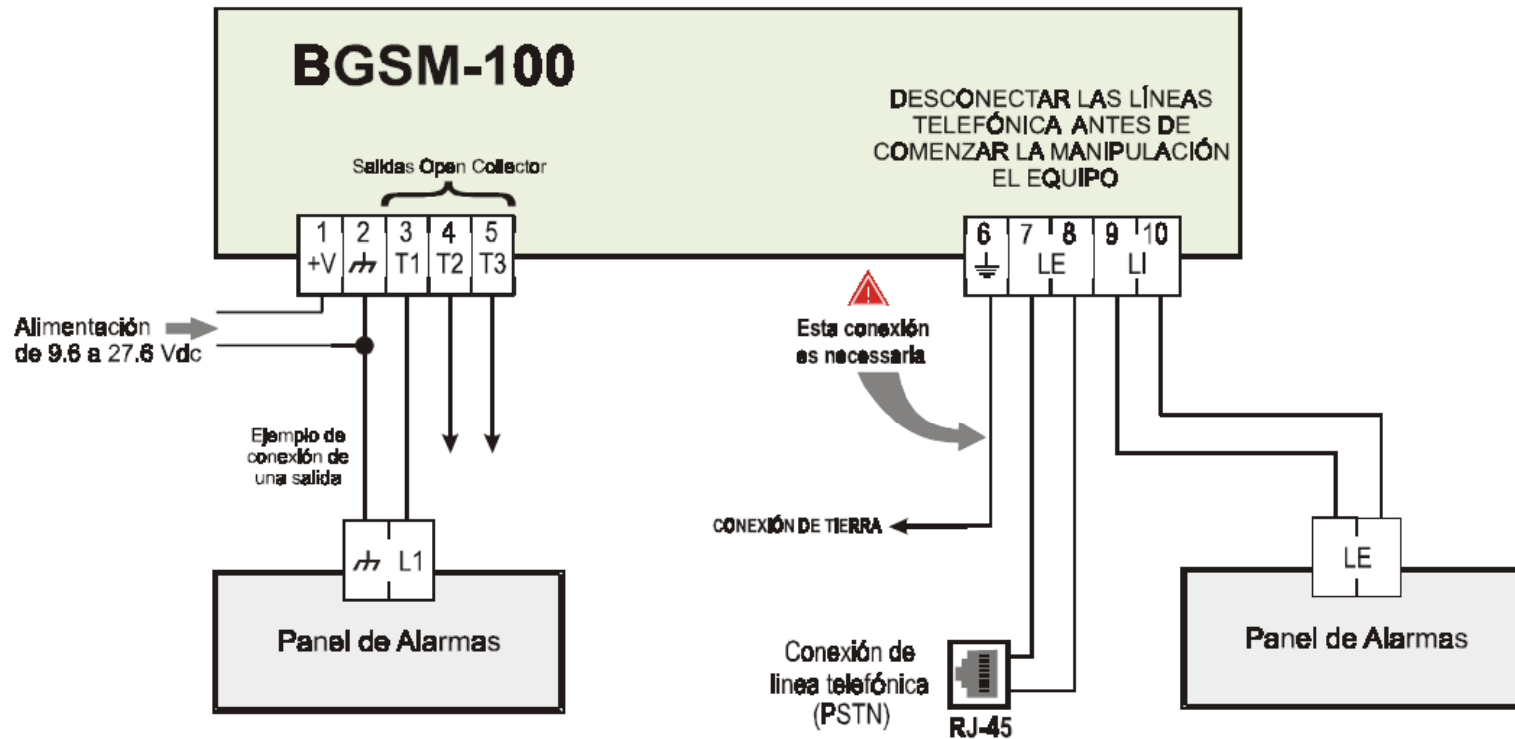 BGSM-100
DESCONECTAR LAS LÍNEAS
TELEFÓNICA ANTES DE
COMENZAR LA MANIPULACIÓN
EL EQUIPO
Salidas Open Collector
1 2 3 4 5
+V T1 T2 T3
6 7 8 9 10
LE LI
Alimentación
de 9.6 a 27.6 Vdc
Esta conexión
es necessaria
Ejemplo de
conexión de
una salida
CONEXIÓN DE TIERRA
L1
Panel de Alarmas
Conexión de
linea telefónica
(PSTN)
RJ-45
LE
Panel de Alarmas